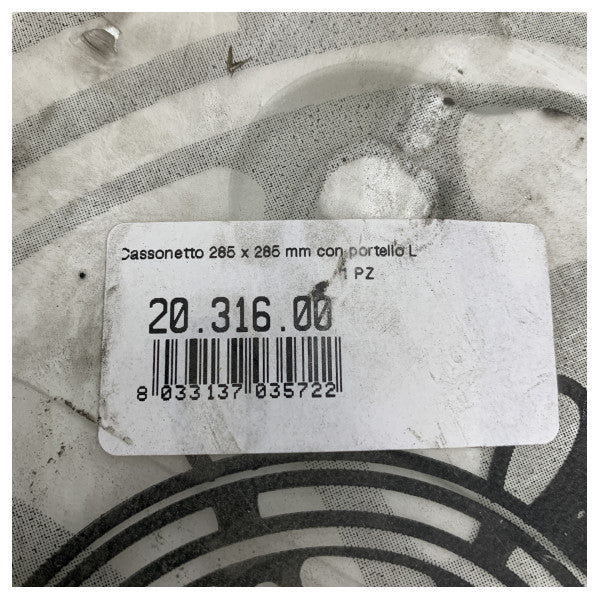 Cassonetto 285 x 285 mm con portello L
1 PZ
20.316.00
8 033137 035722